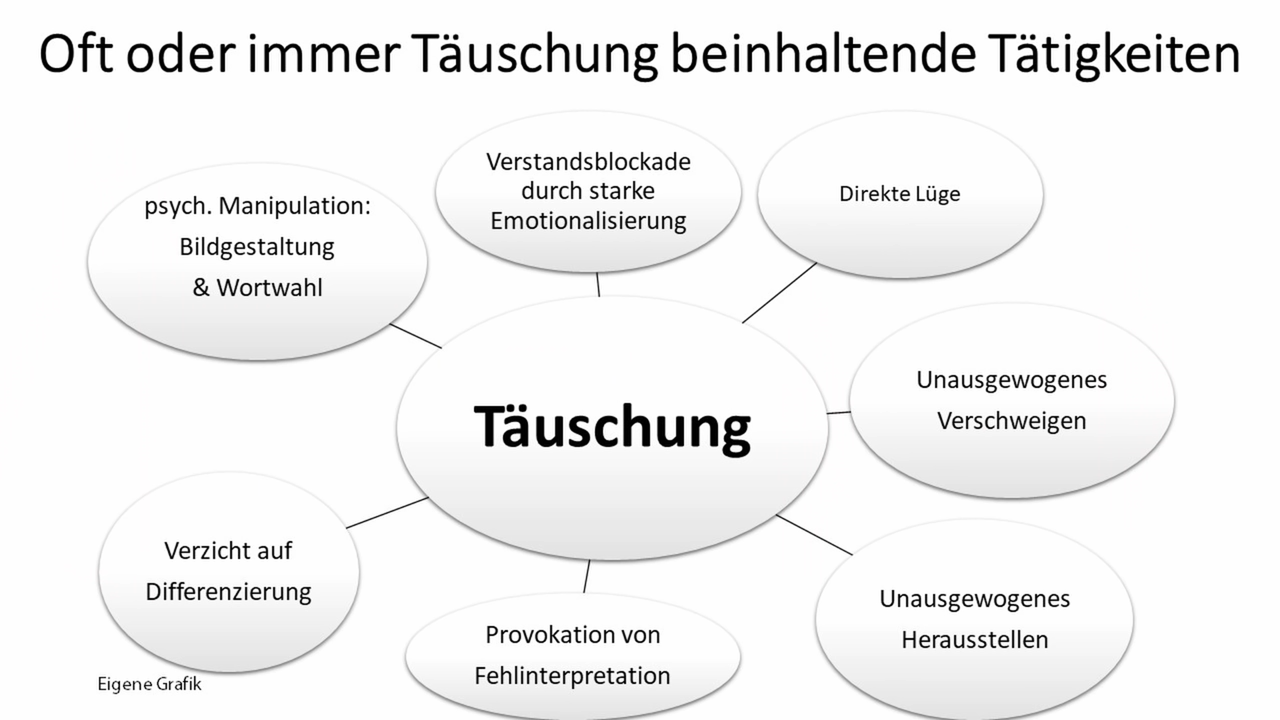 Oft oder immer Täuschung beinhaltende Tätigkeiten
psych. Manipulation:
Bildgestaltung
& Wortwahl
Verstandsblockade
durch starke
Emotionalisierung
Direkte Lüge
Täuschung
Unausgewogenes
Verschweigen
Verzicht auf
Differenzierung
Provokation von
Fehlinterpretation
Unausgewogenes
Herausstellen
Eigene Grafik